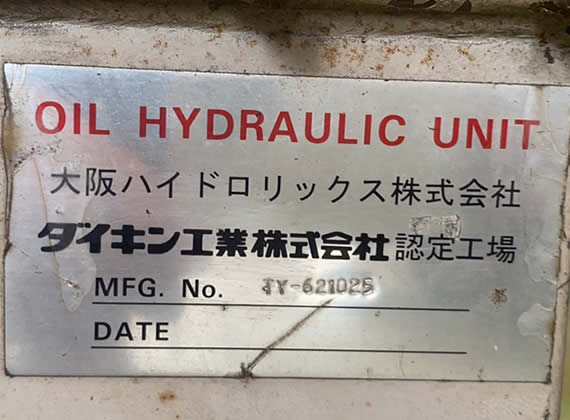 OIL HYDRAULIC UNIT
大阪ハイドロリックス株式会社
ダイキン工業株式会社認定工場
MFG. No. JY-621025
DATE